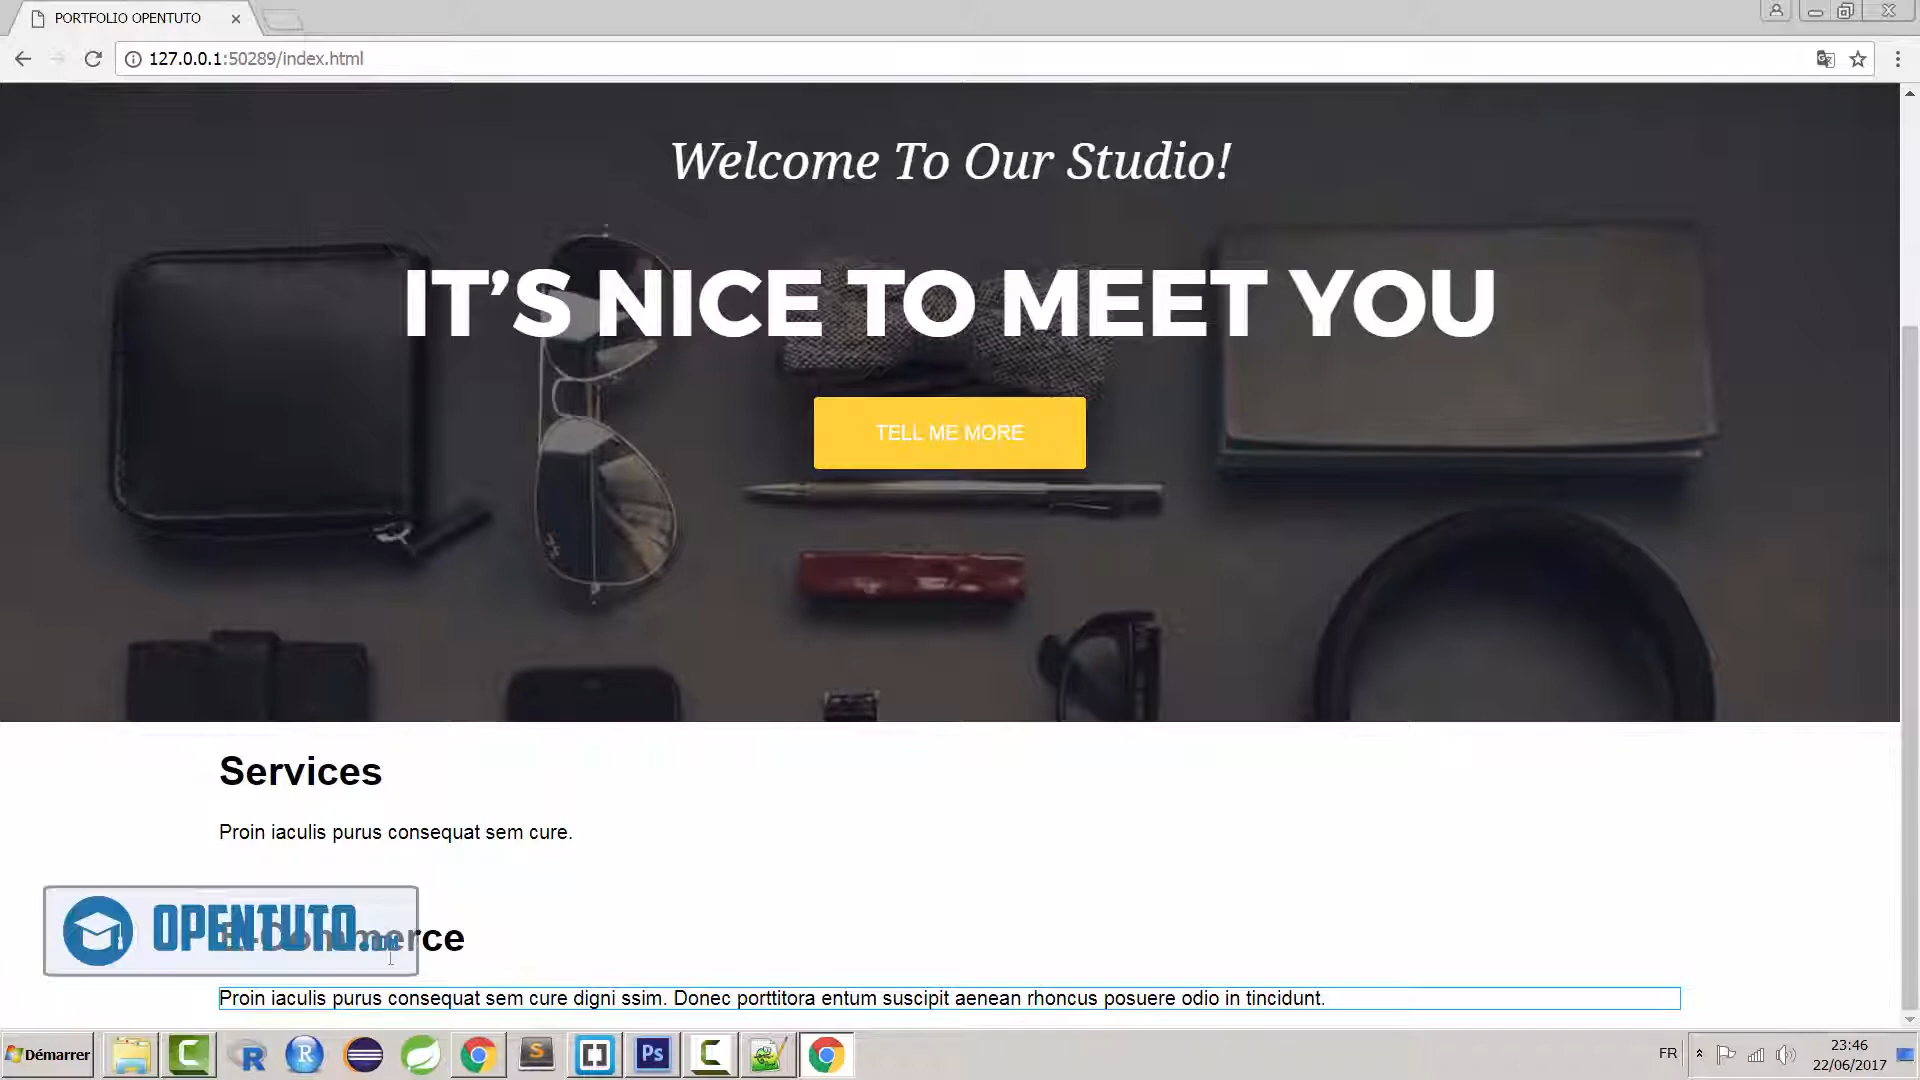 PORTFOLIO OPENTUTO
127.0.0.1:50289/index.html
Welcome To Our Studio!
IT’S NICE TO MEET YOU
TELL ME MORE
Services
Proin iaculis purus consequat sem cure.
OPENTUTO.COM
E-Commerce
Proin iaculis purus consequat sem cure digni ssim. Donec porttitora entum suscipit aenean rhoncus posuere odio in tincidunt.
Démarrer
R
R
S
Ps
FR
23:46
22/06/2017